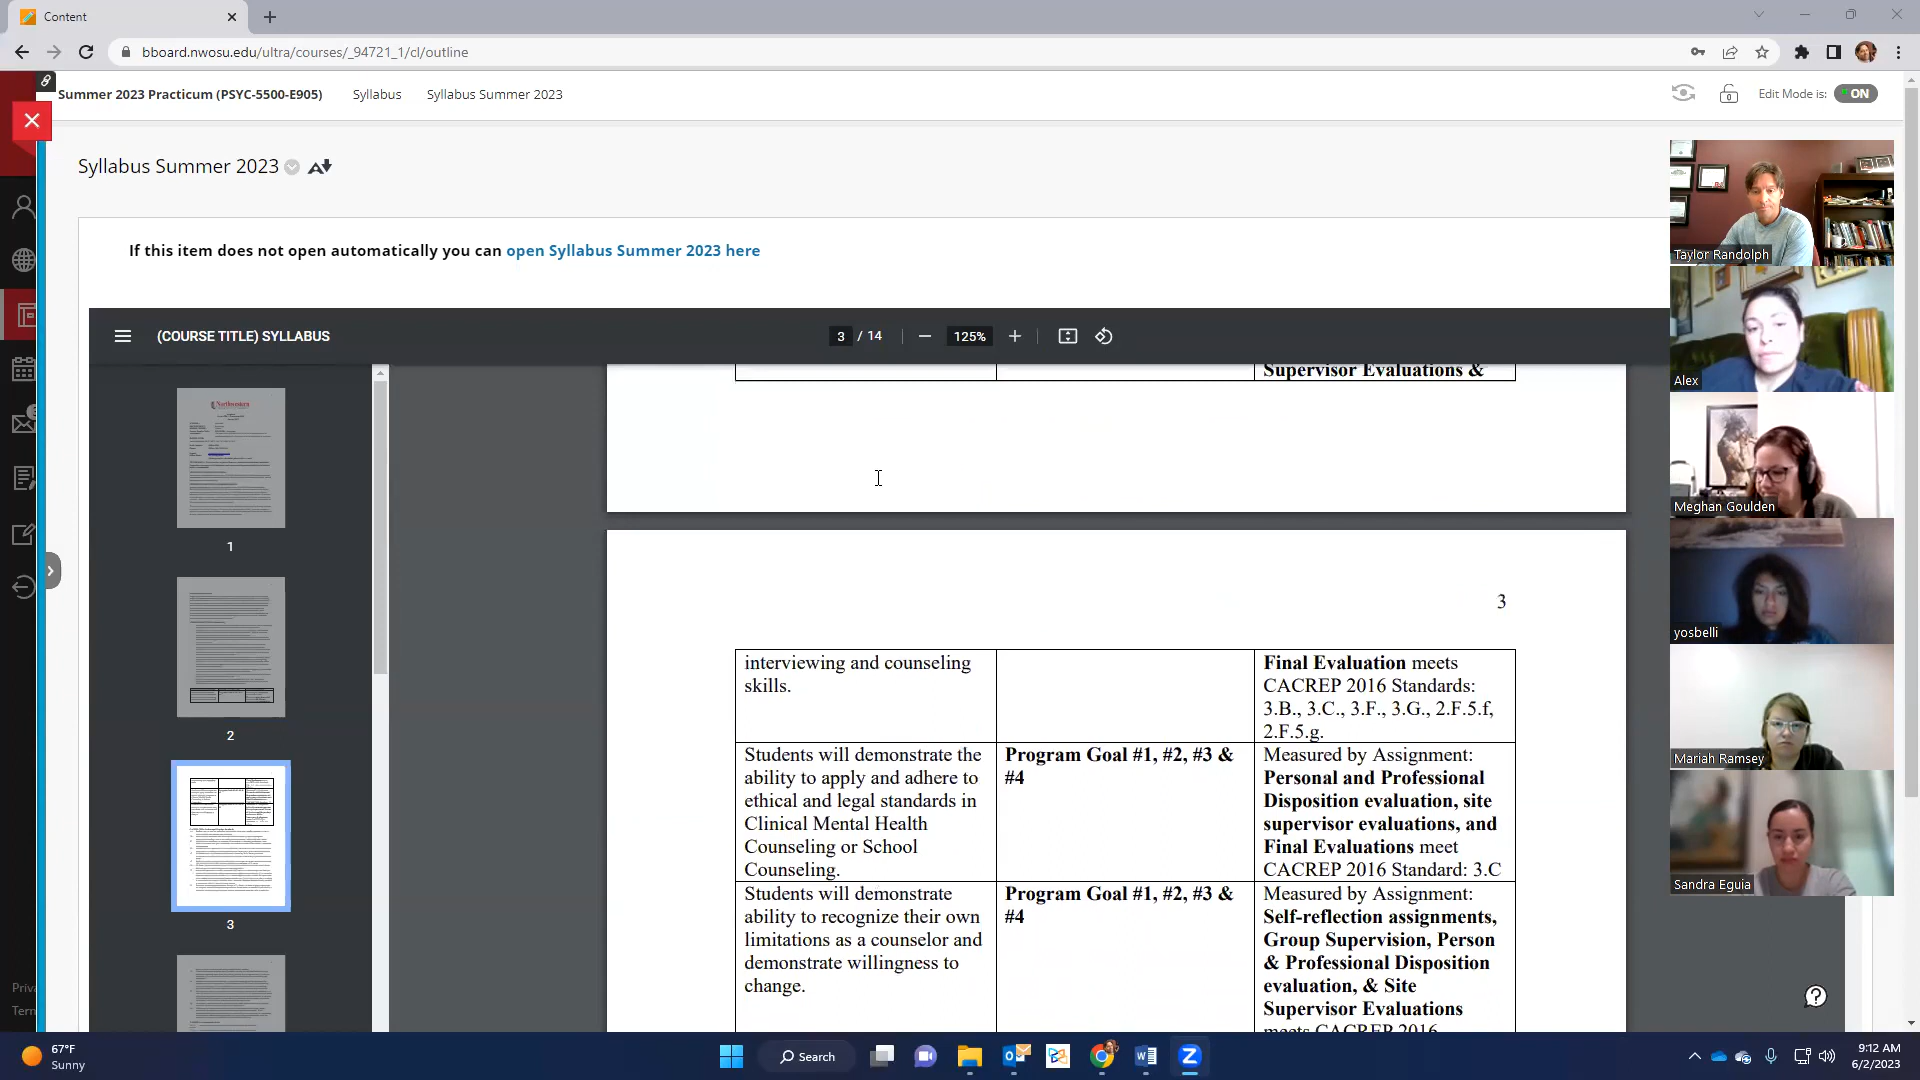 Content
bboard.nwosu.edu/ultra/courses/_94721_1/cl/outline
Summer 2023 Practicum (PSYC-5500-E905)
Syllabus
Syllabus Summer 2023
Edit Mode is:
ON
Syllabus Summer 2023
If this item does not open automatically you can open Syllabus Summer 2023 here
(COURSE TITLE) SYLLABUS
3 / 14
125%
1
2
3
Supervisor Evaluations &
3
interviewing and counseling
skills.
Final Evaluation meets
CACREP 2016 Standards:
3.B., 3.C., 3.F., 3.G., 2.F.5.f,
2.F.5.g.
Students will demonstrate the
ability to apply and adhere to
ethical and legal standards in
Clinical Mental Health
Counseling or School
Counseling.
Program Goal #1, #2, #3 &
#4
Measured by Assignment:
Personal and Professional
Disposition evaluation, site
supervisor evaluations, and
Final Evaluations meet
CACREP 2016 Standard: 3.C
Students will demonstrate
ability to recognize their own
limitations as a counselor and
demonstrate willingness to
change.
Program Goal #1, #2, #3 &
#4
Measured by Assignment:
Self-reflection assignments,
Group Supervision, Person
& Professional Disposition
evaluation, & Site
Supervisor Evaluations
meets CACREP 2016
Taylor Randolph
Alex
Meghan Goulden
yosbelli
Mariah Ramsey
Sandra Eguia
Priva
Term
67°F
Sunny
Search
9:12 AM
6/2/2023